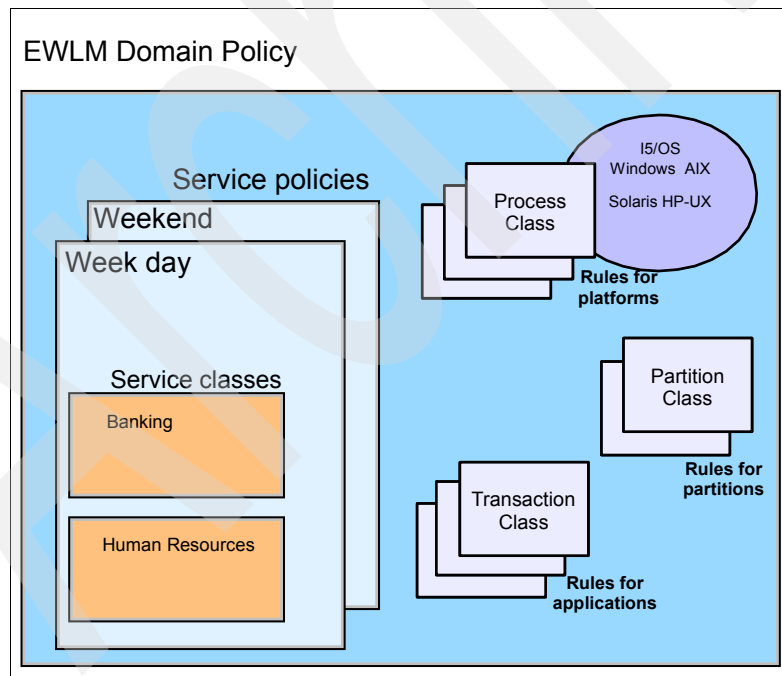 EWLM Domain Policy
Service policies
Weekend
Week day
Service classes
Banking
Human Resources
I5/OS
Windows AIX
Solaris HP-UX
Process
Class
Rules for
platforms
Partition
Class
Rules for
partitions
Transaction
Class
Rules for
applications